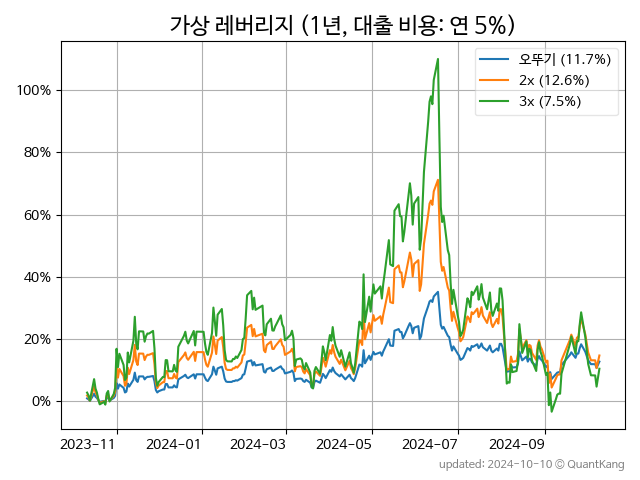 가상 레버리지 (1년, 대출 비용: 연 5%)
오뚜기 (11.7%)
2x (12.6%)
3x (7.5%)
100%
80%
60%
40%
20%
0%
2023-11 2024-01 2024-03 2024-05 2024-07 2024-09
updated: 2024-10-10 © QuantKang